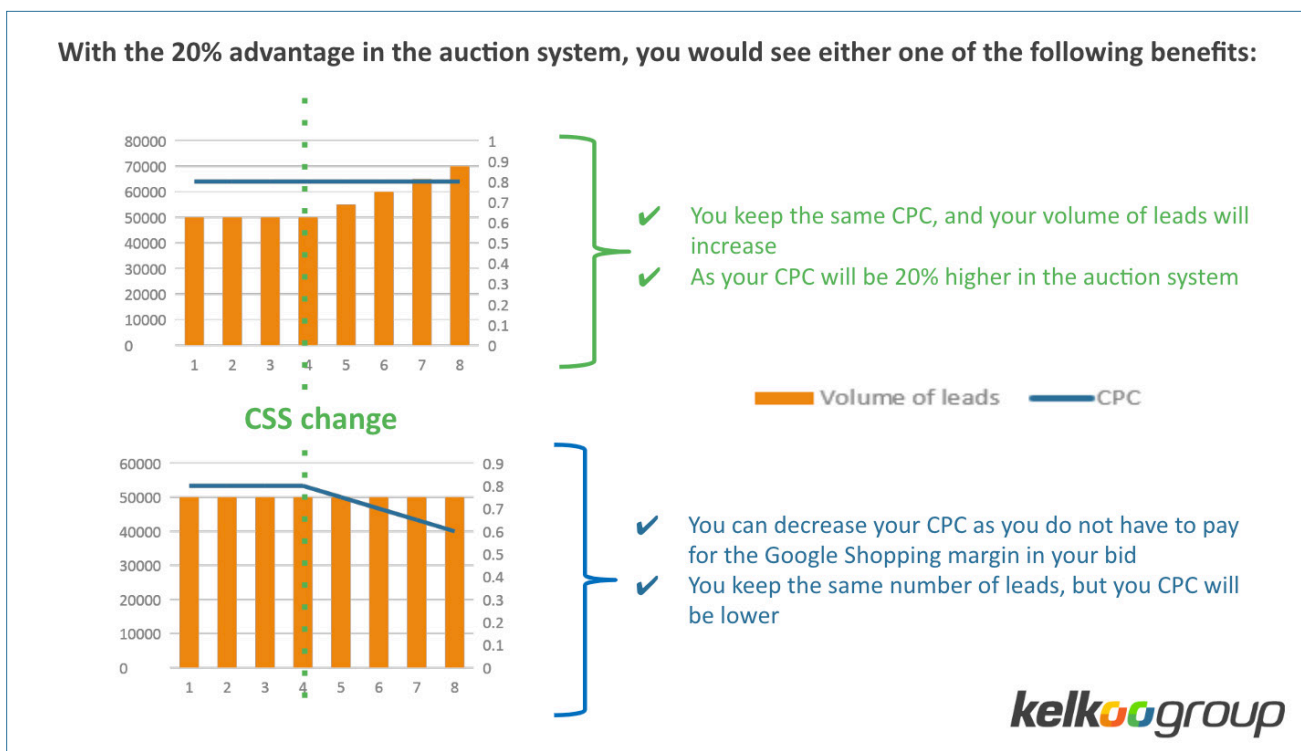 With the 20% advantage in the auction system, you would see either one of the following benefits:
80000
70000
60000
50000
40000
30000
20000
10000
0
1
0.9
0.8
0.7
0.6
0.5
0.4
0.3
0.2
0.1
0
1 2 3 4 5 6 7 8
✔ You keep the same CPC, and your volume of leads will
increase
✔ As your CPC will be 20% higher in the auction system
Volume of leads CPC
CSS change
60000
50000
40000
30000
20000
10000
0
0.9
0.8
0.7
0.6
0.5
0.4
0.3
0.2
0.1
0
1 2 3 4 5 6 7 8
✔ You can decrease your CPC as you do not have to pay
for the Google Shopping margin in your bid
✔ You keep the same number of leads, but you CPC will
be lower
kelkoogroup